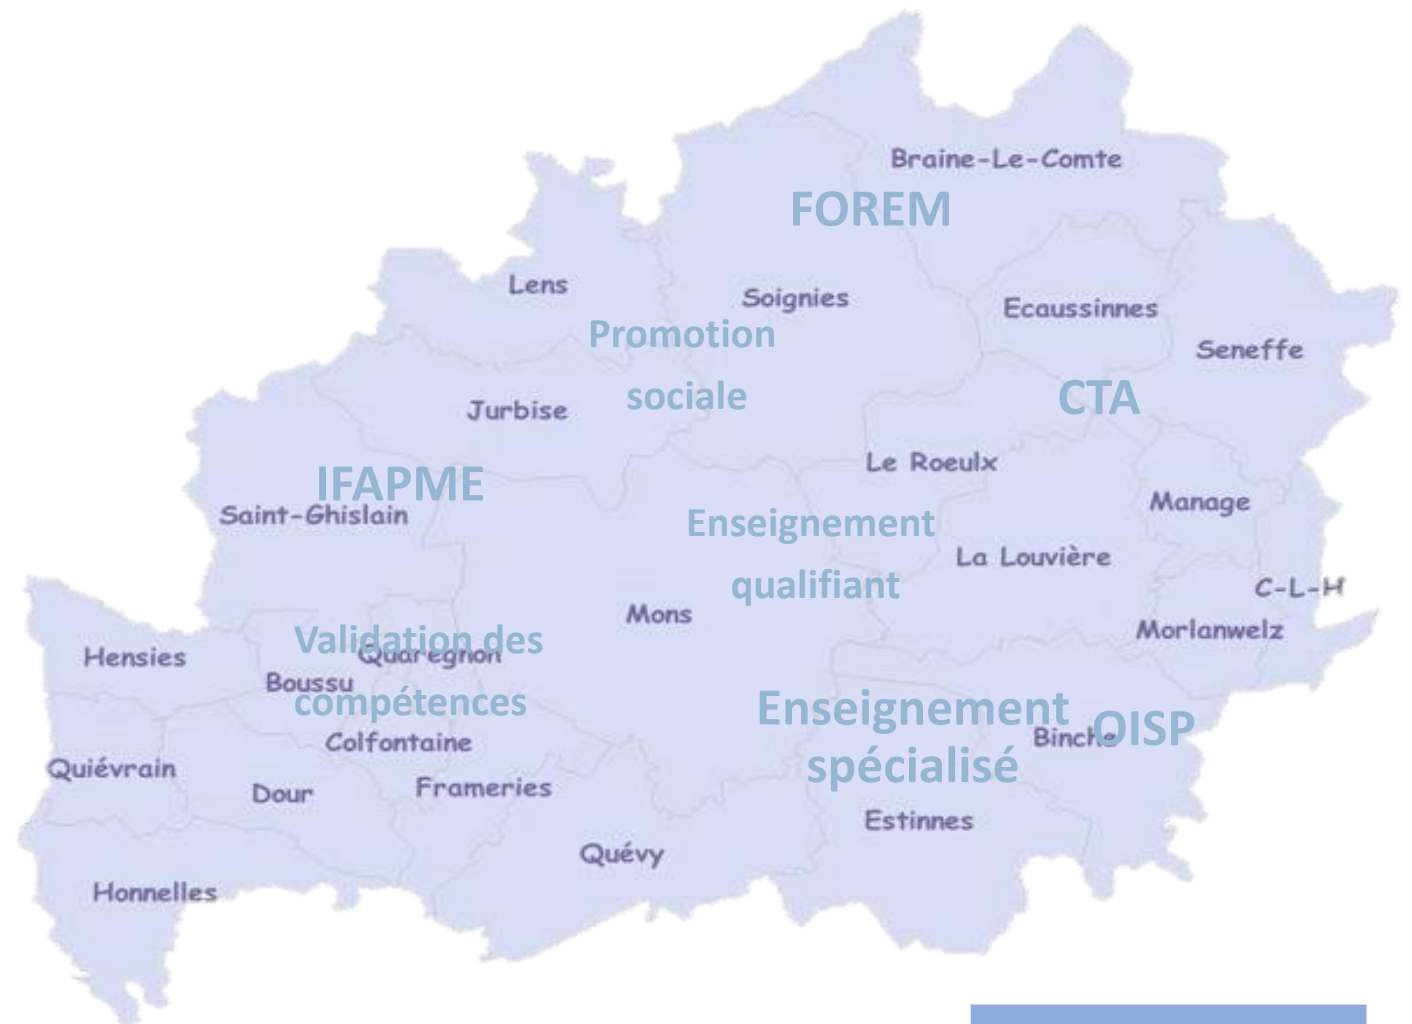 Braine-Le-Comte
FOREM
Lens
Soignies
Ecaussinnes
Promotion
sociale
Seneffe
CTA
Jurbise
Le Roeulx
IFAPME
Saint-Ghislain
Manage
Enseignement
qualifiant
La Louvière
C-L-H
Mons
Morlanwelz
Validation des
compétences
Quaregnon
Hensies
Boussu
Enseignement
spécialisé
OISP
Binche
Colfontaine
Quiévrain
Dour
Frameries
Estinnes
Quévy
Honnelles